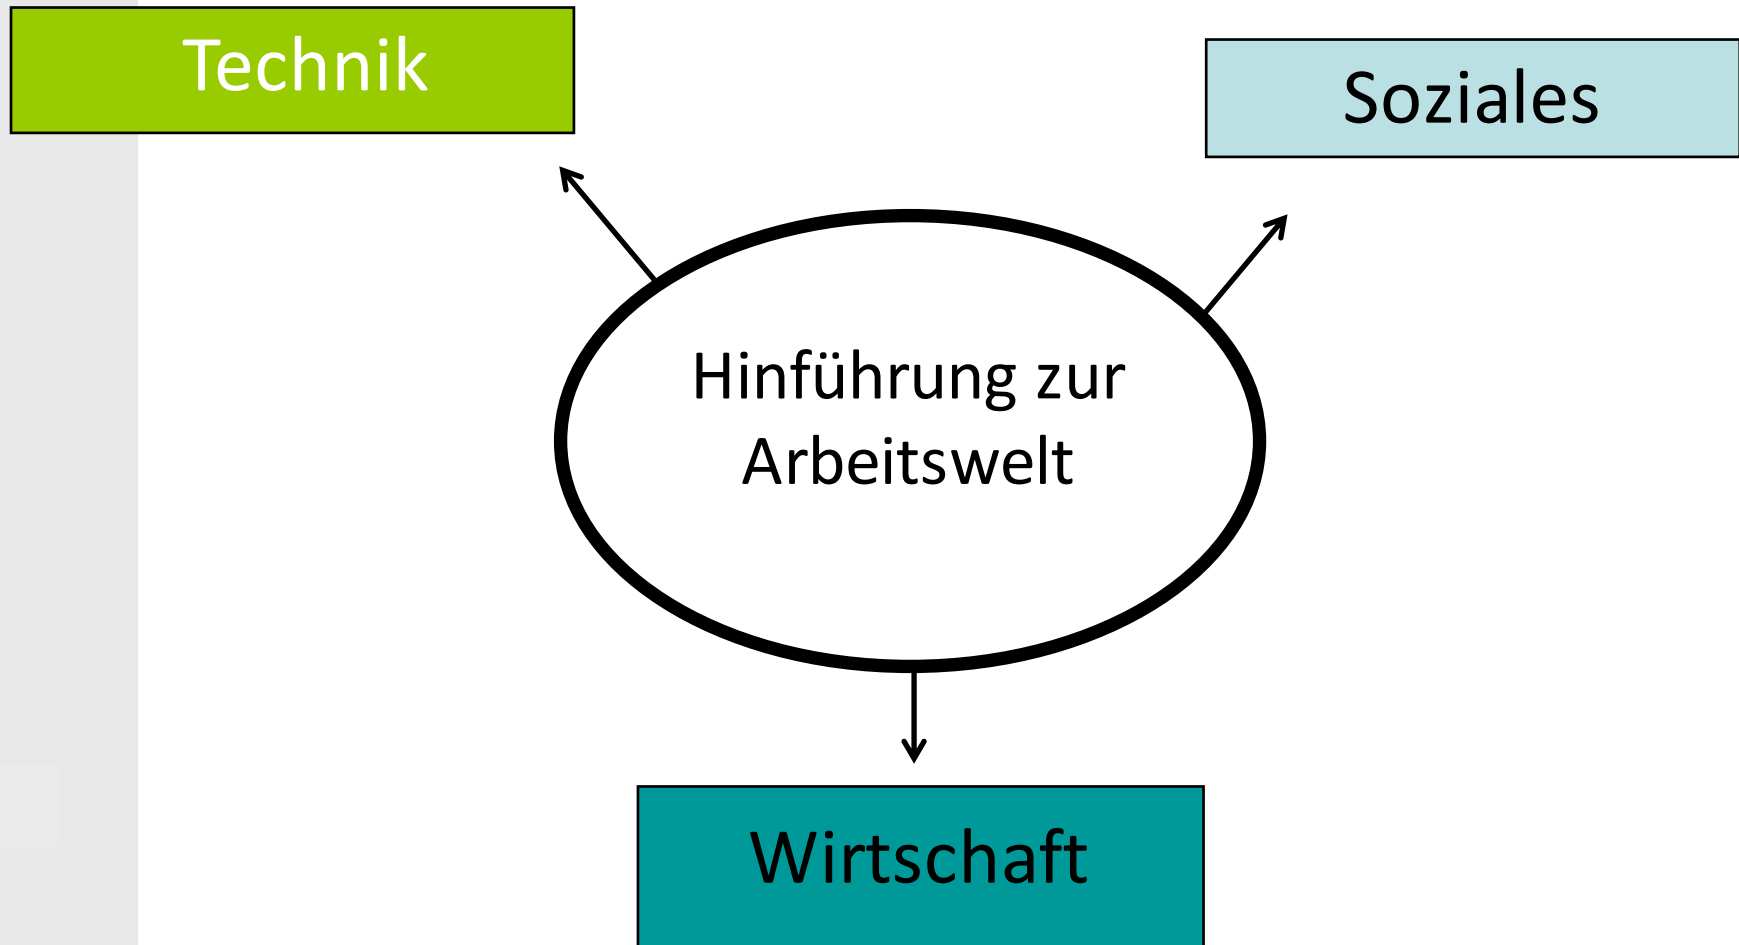 Technik
Soziales
Hinführung zur
Arbeitswelt
Wirtschaft